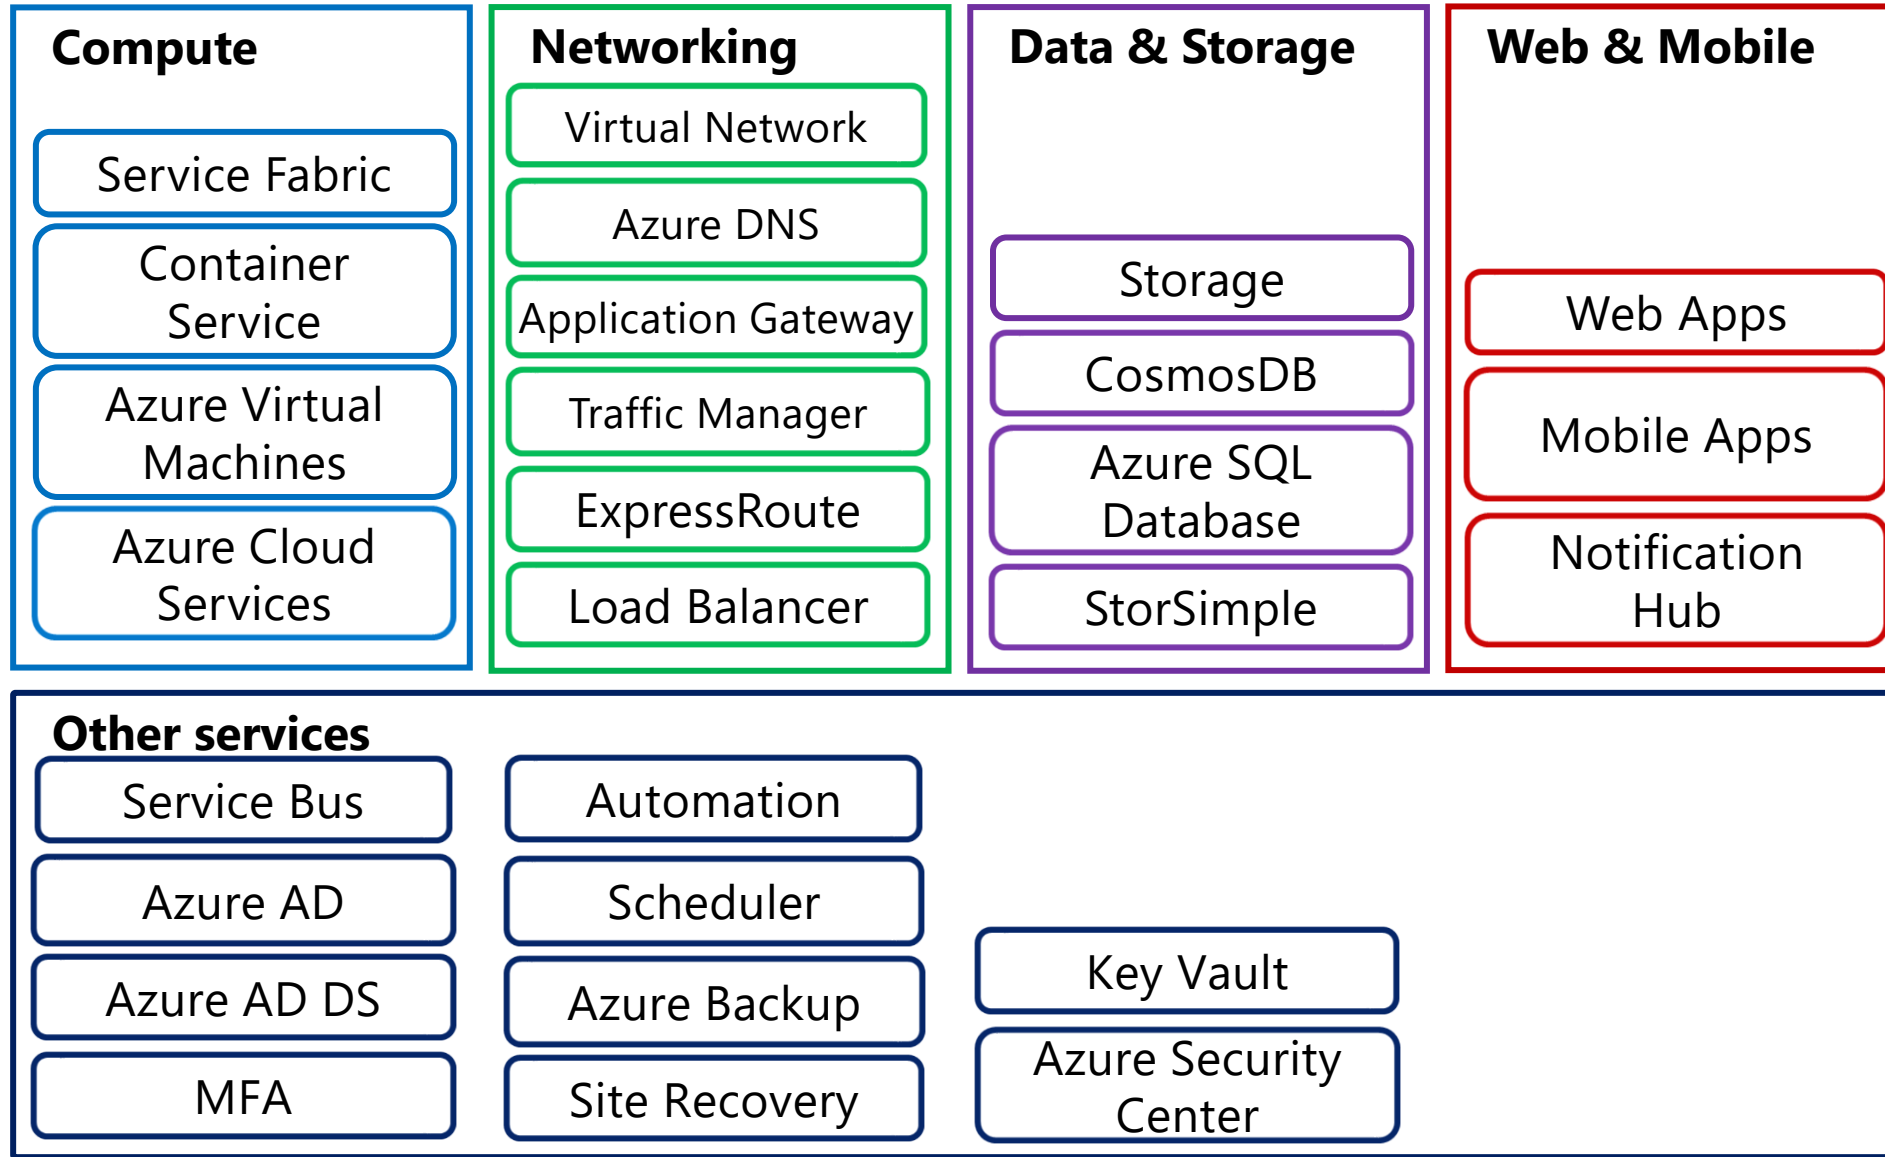 Compute
Service Fabric
Container
Service
Azure Virtual
Machines
Azure Cloud
Services
Networking
Virtual Network
Azure DNS
Application Gateway
Traffic Manager
ExpressRoute
Load Balancer
Data & Storage
Storage
CosmosDB
Azure SQL
Database
StorSimple
Web & Mobile
Web Apps
Mobile Apps
Notification
Hub
Other services
Service Bus
Azure AD
Azure AD DS
MFA
Automation
Scheduler
Azure Backup
Site Recovery
Key Vault
Azure Security
Center